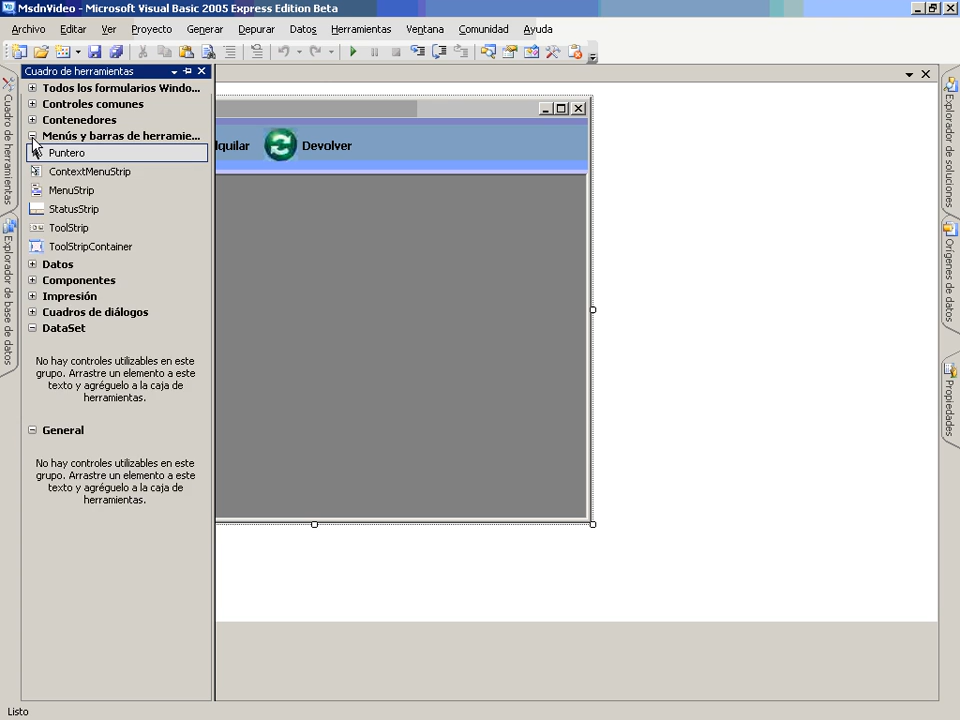 MsdnVideo - Microsoft Visual Basic 2005 Express Edition Beta
Archivo Editar Ver Proyecto Generar Depurar Datos Herramientas Ventana Comunidad Ayuda
Cuadro de herramientas
Todos los formularios Windo...
Controles comunes
Contenedores
Menús y barras de herramie...
Puntero
ContextMenuStrip
MenuStrip
StatusStrip
ToolStrip
ToolStripContainer
Datos
Componentes
Impresión
Cuadros de diálogos
DataSet
No hay controles utilizables en este
grupo. Arrastre un elemento a este
texto y agréguelo a la caja de
herramientas.
General
No hay controles utilizables en este
grupo. Arrastre un elemento a este
texto y agréguelo a la caja de
herramientas.
lquilar Devolver
Cuadro de herramientas
Explorador de base de datos
Explorador de soluciones
Orígenes de datos
Propiedades
Listo